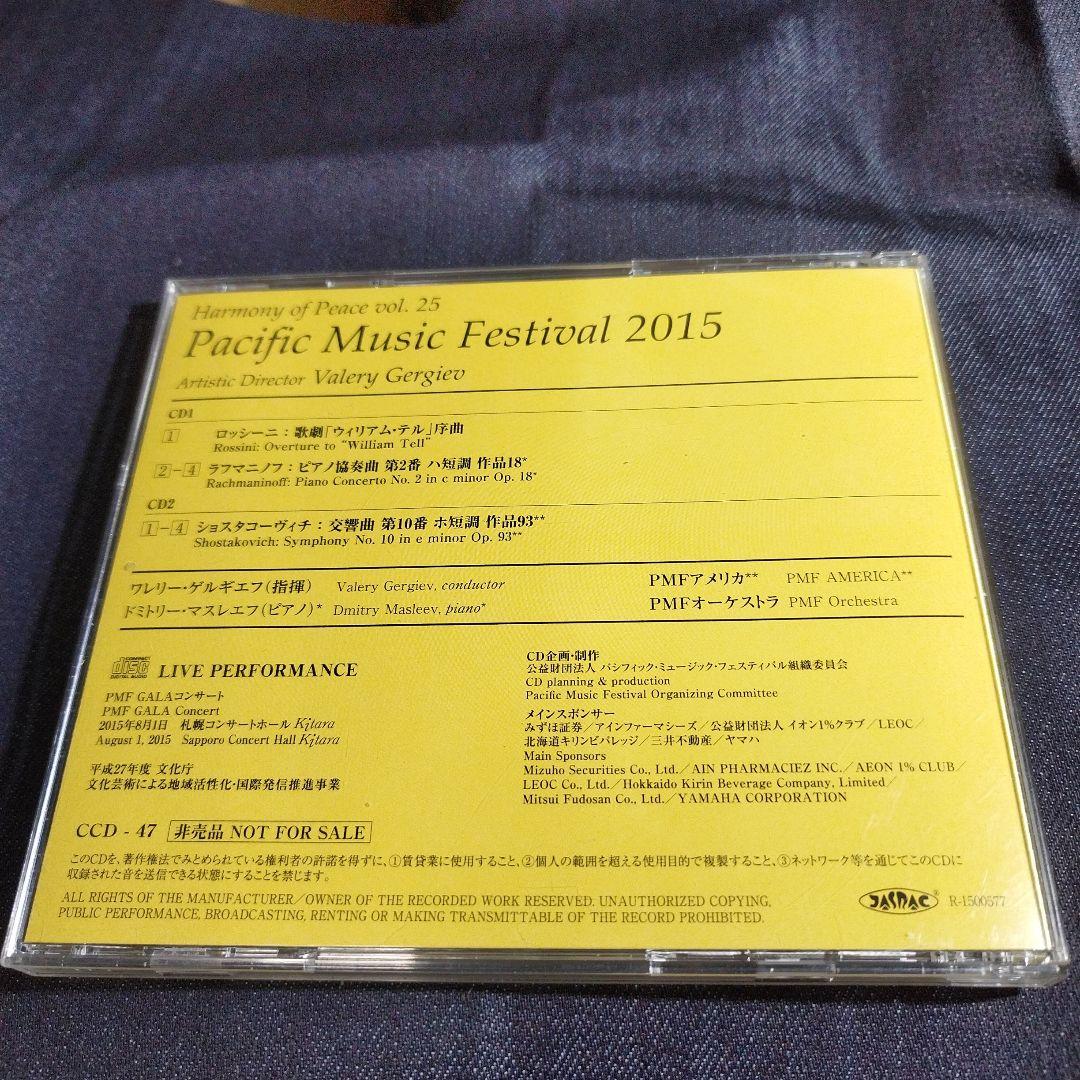 Harmony of Peace vol. 25
Pacific Music Festival 2015
Artistic Director Valery Gergiev
CD1
1 ロッシーニ：歌劇「ウィリアム・テル」序曲
Rossini: Overture to “William Tell”
2－4 ラフマニノフ：ピアノ協奏曲 第2番 ハ短調 作品18*
Rachmaninoff: Piano Concerto No. 2 in c minor Op. 18*
CD2
1－4 ショスタコーヴィチ：交響曲 第10番 ホ短調 作品93**
Shostakovich: Symphony No. 10 in e minor Op. 93**
ワレリー・ゲルギエフ(指揮) Valery Gergiev, conductor
ドミトリー・マスレエフ(ピアノ)* Dmitry Masleev, piano*
PMFアメリカ** PMF AMERICA**
PMFオーケストラ PMF Orchestra
COMPACT
disc
DIGITAL AUDIO
LIVE PERFORMANCE
PMF GALAコンサート
PMF GALA Concert
2015年8月1日 札幌コンサートホール Kitara
August 1, 2015 Sapporo Concert Hall Kitara
平成27年度 文化庁
文化芸術による地域活性化・国際発信推進事業
CD企画・制作
公益財団法人 パシフィック・ミュージック・フェスティバル組織委員会
CD planning & production
Pacific Music Festival Organizing Committee
メインスポンサー
みずほ証券／アインファーマシーズ／公益財団法人 イオン1%クラブ／LEOC／
北海道キリンビバレッジ／三井不動産／ヤマハ
Main Sponsors
Mizuho Securities Co., Ltd.／AIN PHARMACIEZ INC.／AEON 1% CLUB／
LEOC Co., Ltd.／Hokkaido Kirin Beverage Company, Limited／
Mitsui Fudosan Co., Ltd.／YAMAHA CORPORATION
CCD - 47 非売品 NOT FOR SALE
このCDを、著作権法でみとめられている権利者の許諾を得ずに、①賃貸業に使用すること、②個人の範囲を超える使用目的で複製すること、③ネットワーク等を通じてこのCDに
収録された音を送信できる状態にすることを禁じます。
ALL RIGHTS OF THE MANUFACTURER／OWNER OF THE RECORDED WORK RESERVED. UNAUTHORIZED COPYING,
PUBLIC PERFORMANCE, BROADCASTING, RENTING OR MAKING TRANSMITTABLE OF THE RECORD PROHIBITED.
JASRAC ®
R-1500577